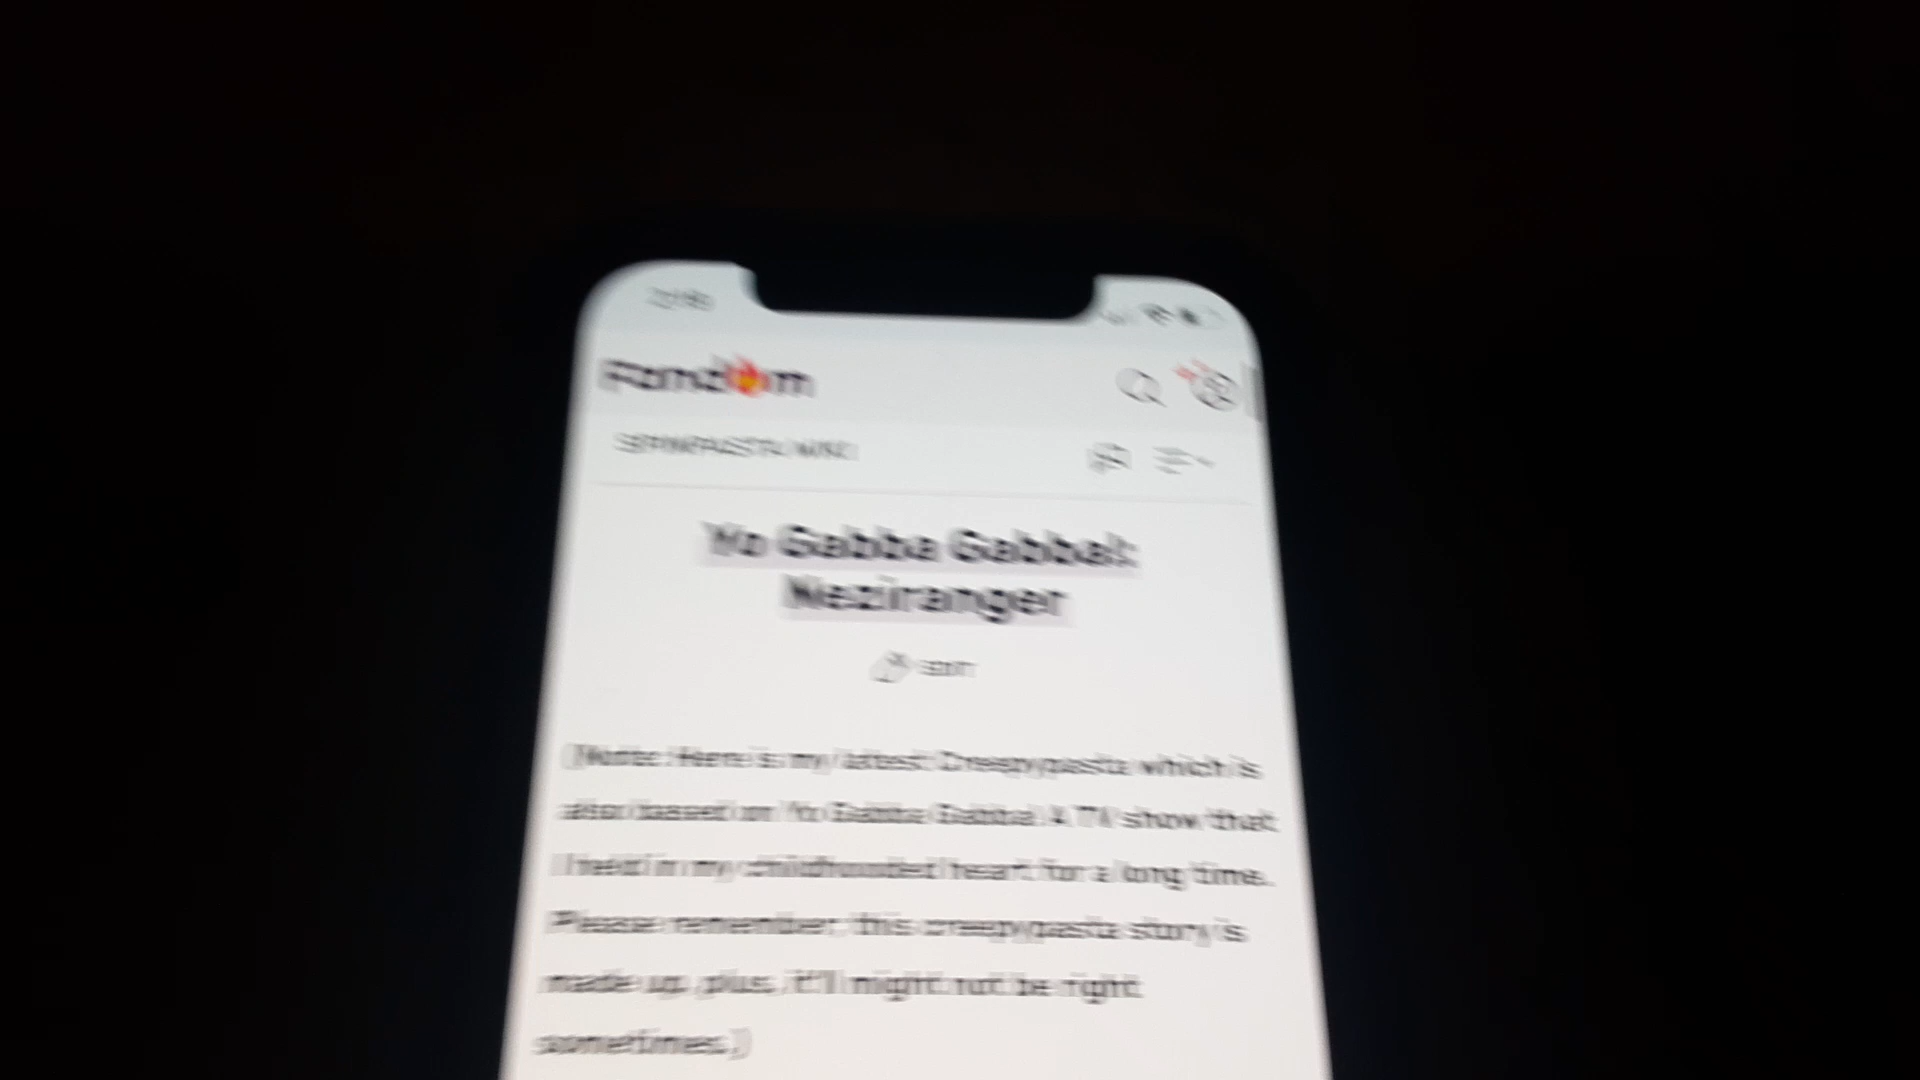 Fandom
Yo Gabba Gabba!:
Neziranger
EDIT
(Note: Here is my latest Creepypasta which is
also based on Yo Gabba Gabba! A TV show that
I held in my childhooded heart for a long time.
Please remember, this creepypasta story is
made up, plus, it'll might not be right
sometimes.)